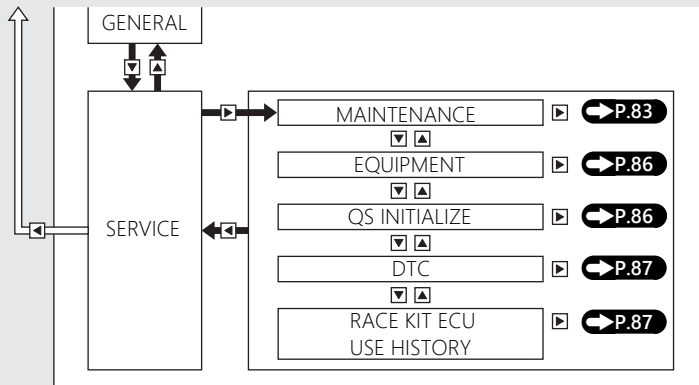 GENERAL
SERVICE
MAINTENANCE
P.83
EQUIPMENT
P.86
QS INITIALIZE
P.86
DTC
P.87
RACE KIT ECU
USE HISTORY
P.87